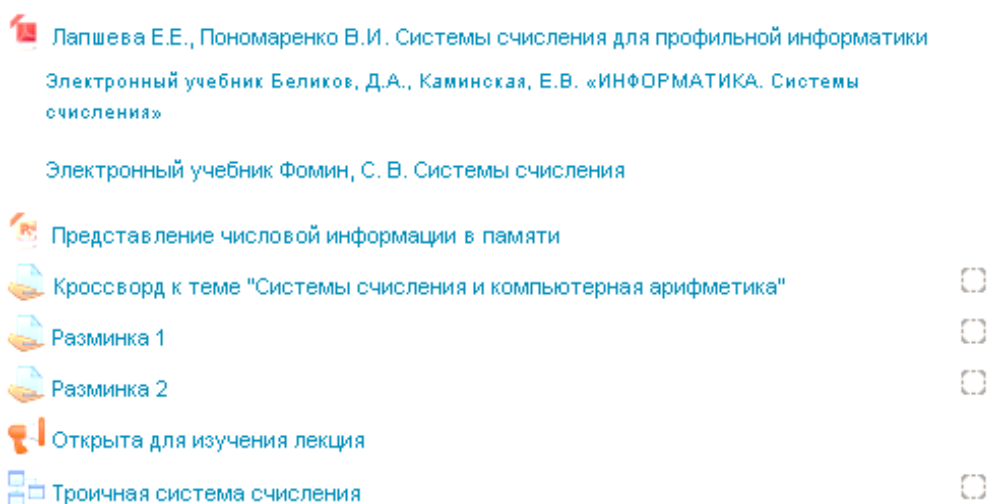 Лапшева Е.Е., Пономаренко В.И. Системы счисления для профильной информатики
Электронный учебник Беликов, Д.А., Каминская, Е.В. «ИНФОРМАТИКА. Системы
счисления»
Электронный учебник Фомин, С. В. Системы счисления
Представление числовой информации в памяти
Кроссворд к теме "Системы счисления и компьютерная арифметика"
Разминка 1
Разминка 2
Открыта для изучения лекция
Троичная система счисления